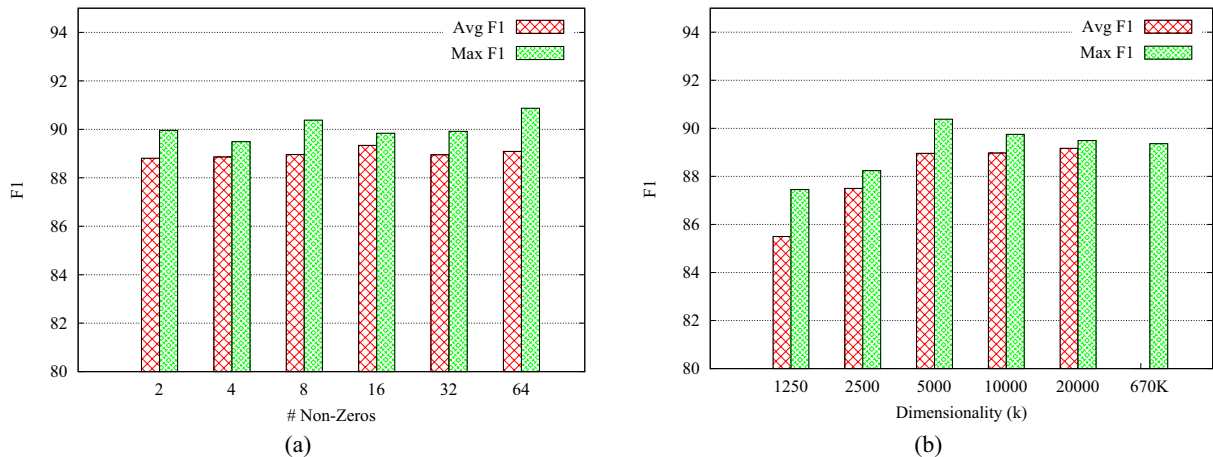 94
92
90
88
86
84
82
80
F1
Avg F1
Max F1
2 4 8 16 32 64
# Non-Zeros
(a)
94
92
90
88
86
84
82
80
F1
Avg F1
Max F1
1250 2500 5000 10000 20000 670K
Dimensionality (k)
(b)